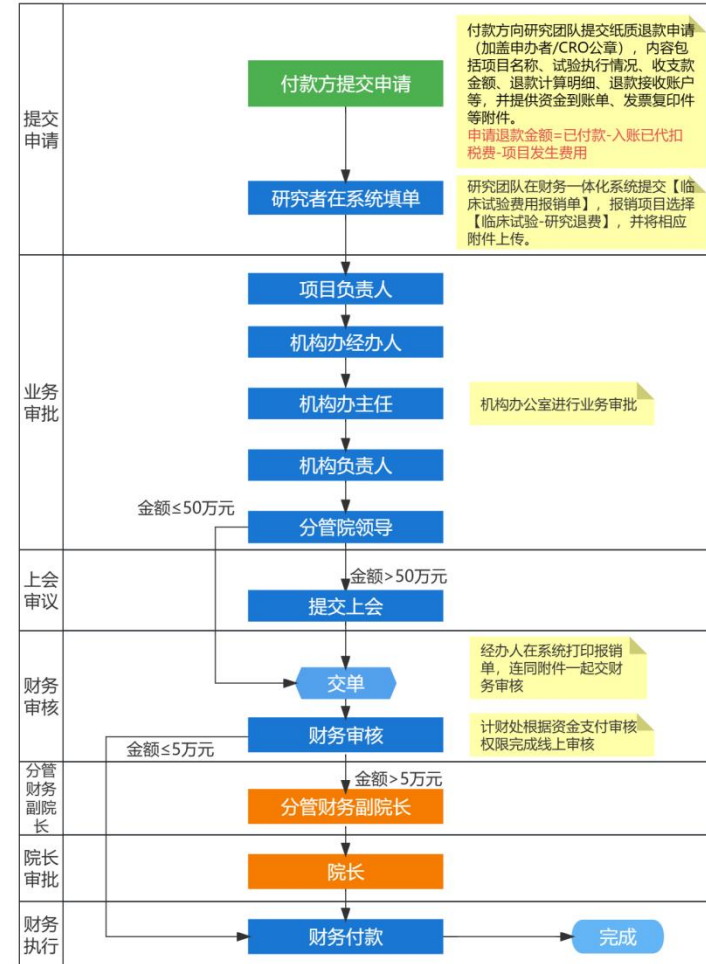 提交
申请
付款方提交申请
付款方向研究团队提交纸质退款申请
（加盖申办者/CRO公章），内容包
括项目名称、试验执行情况、收支款
金额、退款计算明细、退款接收账户
等，并提供资金到账单、发票复印件
等附件。
申请退款金额=已付款-入账已代扣
税费-项目发生费用
研究者在系统填单
研究团队在财务一体化系统提交【临
床试验费用报销单】，报销项目选择
【临床试验-研究退费】，并将相应
附件上传。
业务
审批
项目负责人
机构办经办人
机构办主任
机构办公室进行业务审批
机构负责人
金额≤50万元
分管院领导
上会
审议
金额>50万元
提交上会
财务
审核
交单
经办人在系统打印报销
单，连同附件一起交财
务审核
财务审核
计财处根据资金支付审核
权限完成线上审核
金额≤5万元
分管
财务
副院
长
金额>5万元
分管财务副院长
院长
审批
院长
财务
执行
财务付款
完成